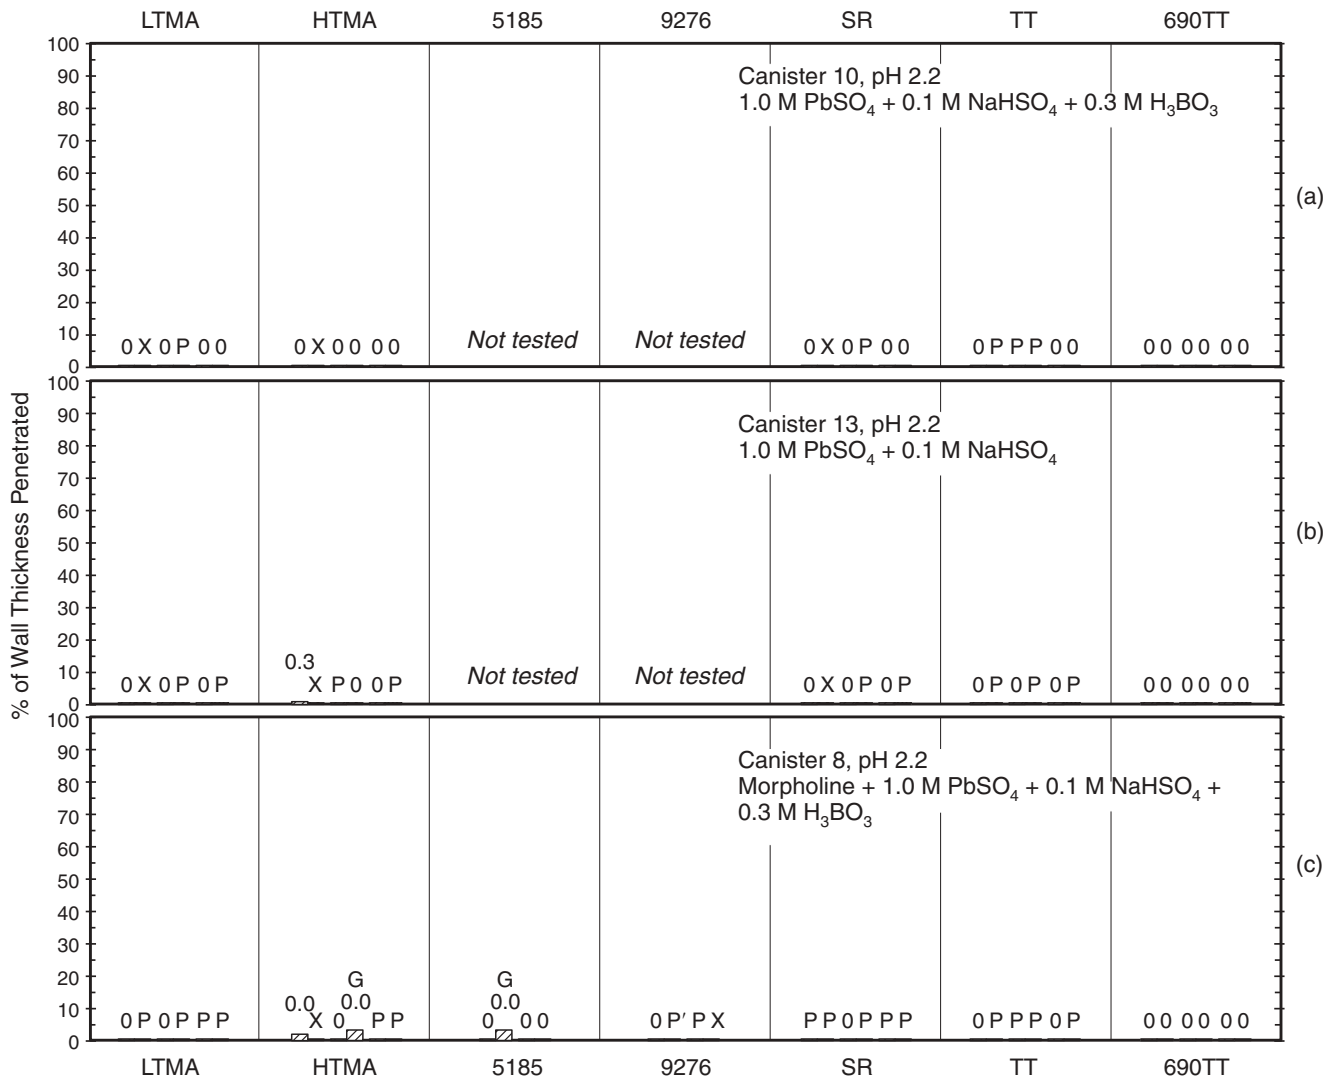 LTMA HTMA 5185 9276 SR TT 690TT
100
90
80
70
60
50
40
30
20
10
0
Canister 10, pH 2.2
1.0 M PbSO₄ + 0.1 M NaHSO₄ + 0.3 M H₃BO₃
(a)
0 X 0 P 0 0 0 X 0 0 0 0 Not tested Not tested 0 X 0 P 0 0 0 P P P 0 0 0 0 0 0 0 0
% of Wall Thickness Penetrated
100
90
80
70
60
50
40
30
20
10
0
Canister 13, pH 2.2
1.0 M PbSO₄ + 0.1 M NaHSO₄
(b)
0.3
0 X 0 P 0 P X P 0 0 P Not tested Not tested 0 X 0 P 0 P 0 P 0 P 0 P 0 0 0 0 0 0
100
90
80
70
60
50
40
30
20
10
0
Canister 8, pH 2.2
Morpholine + 1.0 M PbSO₄ + 0.1 M NaHSO₄ +
0.3 M H₃BO₃
(c)
G G
0.0 0.0 0.0
0 P 0 P P P X 0 P P 0 0 0 0 P′ P X P P 0 P P P 0 P P P 0 P 0 0 0 0 0 0
LTMA HTMA 5185 9276 SR TT 690TT